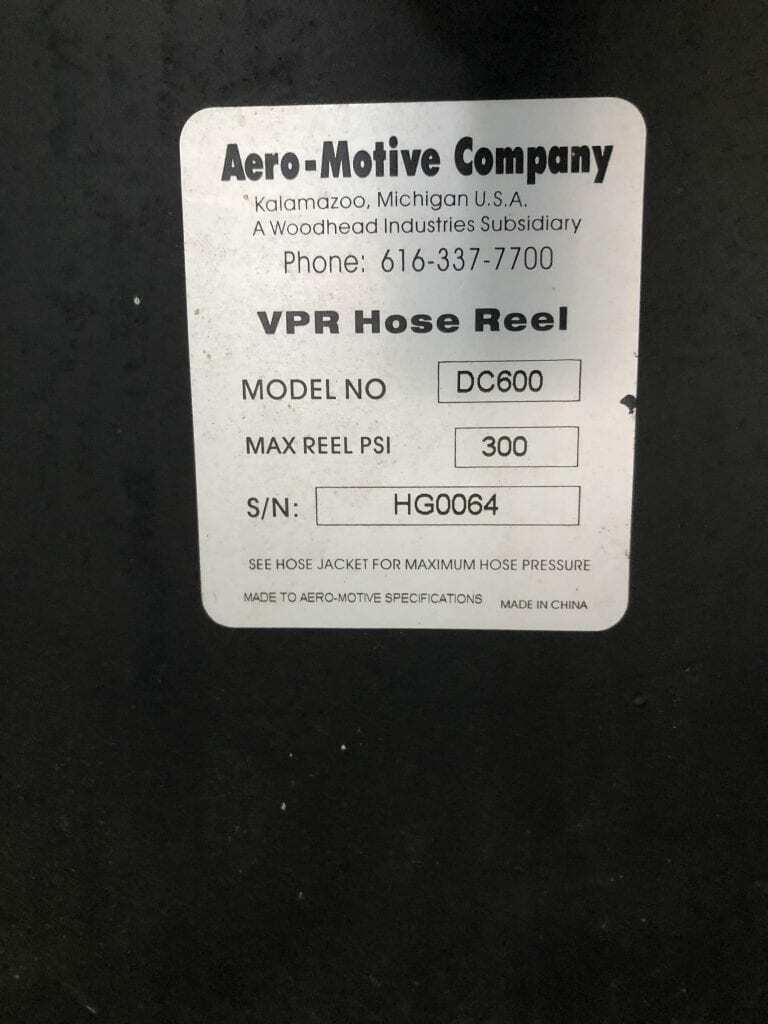 Aero-Motive Company
Kalamazoo, Michigan U.S.A.
A Woodhead Industries Subsidiary
Phone: 616-337-7700
VPR Hose Reel
MODEL NO DC600
MAX REEL PSI 300
S/N: HG0064
SEE HOSE JACKET FOR MAXIMUM HOSE PRESSURE
MADE TO AERO-MOTIVE SPECIFICATIONS MADE IN CHINA